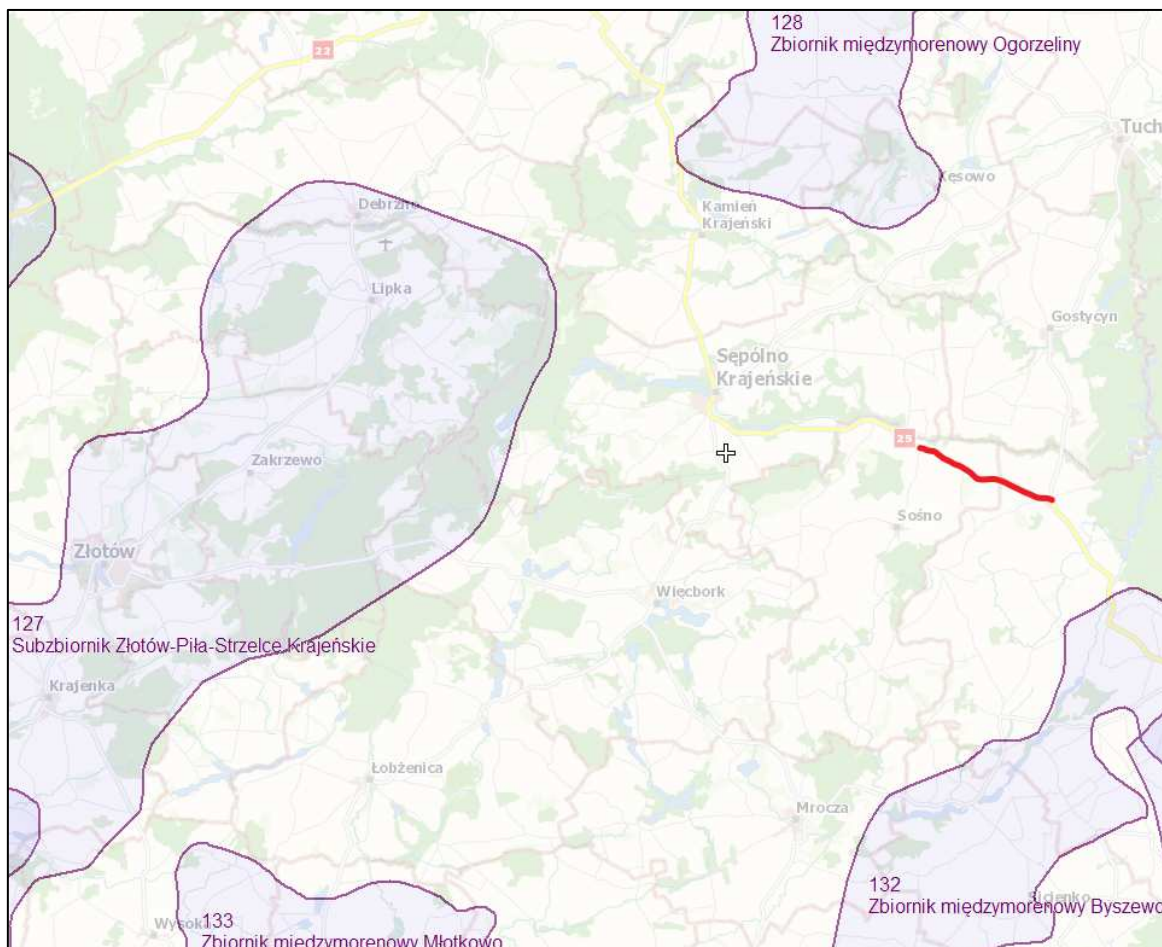 128
Zbiornik międzymorenowy Ogorzeliny
22
Tuch
Kęsowo
Debrzno
Kamień
Krajeński
Lipka
Gostycyn
Sępólno
Krajeńskie
25
Zakrzewo
Sośno
Złotów
Więcbork
127
Subzbiornik Złotów-Piła-Strzelce Krajeńskie
Krajenka
Łobżenica
Mrocza
132
Zbiornik międzymorenowy Byszewo
Sicienko
133
Zbiornik międzymorenowy Młotkowo
Wysoka